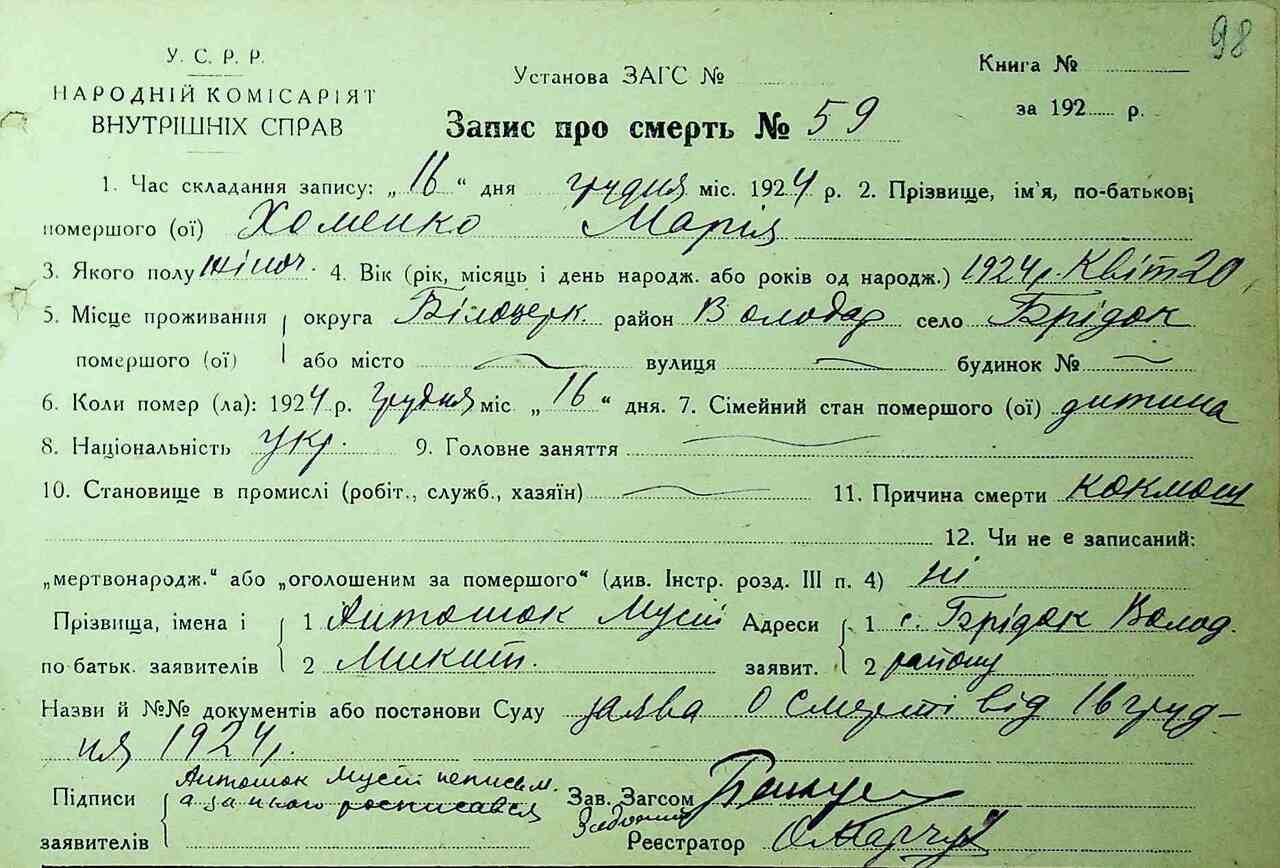 98
У. С. Р. Р.
НАРОДНІЙ КОМІСАРІЯТ
ВНУТРІШНІХ СПРАВ
Установа ЗАГС №
Книга №
за 192 р.
Запис про смерть № 59
1. Час складання запису: „16“ дня грудня міс. 1924 р. 2. Прізвище, ім'я, по-батькові
помершого (ої) Хоменко Марія
3. Якого полу жіноч. 4. Вік (рік, місяць і день народж. або років од народж.) 1924 р. Квіт 20
5. Місце проживання округа Білоцерк. район Володар село Брідок
помершого (ої) або місто вулиця будинок №
6. Коли помер (ла): 1924 р. грудня міс „16“ дня. 7. Сімейний стан помершого (ої) дитина
8. Національність укр. 9. Головне заняття
10. Становище в промислі (робіт., служб., хазяїн) 11. Причина смерти коклюш
12. Чи не є записаний:
„мертвонародж.“ або „оголошеним за помершого“ (див. Інстр. розд. III п. 4) ні
Прізвища, імена і 1 Антошок Мусій Адреси 1 с. Брідок Волод.
по батьк. заявителів 2 Микит. заявит. 2 району
Назви й №№ документів або постанови Суду заява о смерті від 16 груд-
ня 1924 р.
Підписи Антошок Мусій неписьм. Зав. Загсом
а за нього росписався
заявителів Реєстратор